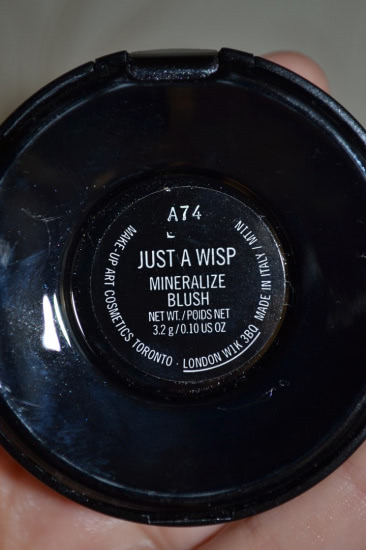 A74
JUST A WISP
MINERALIZE
BLUSH
NET WT./POIDS NET
3.2 g/0.10 US OZ
MAKE-UP ART COSMETICS TORONTO · LONDON W1K 3BQ MADE IN ITALY / MTIN